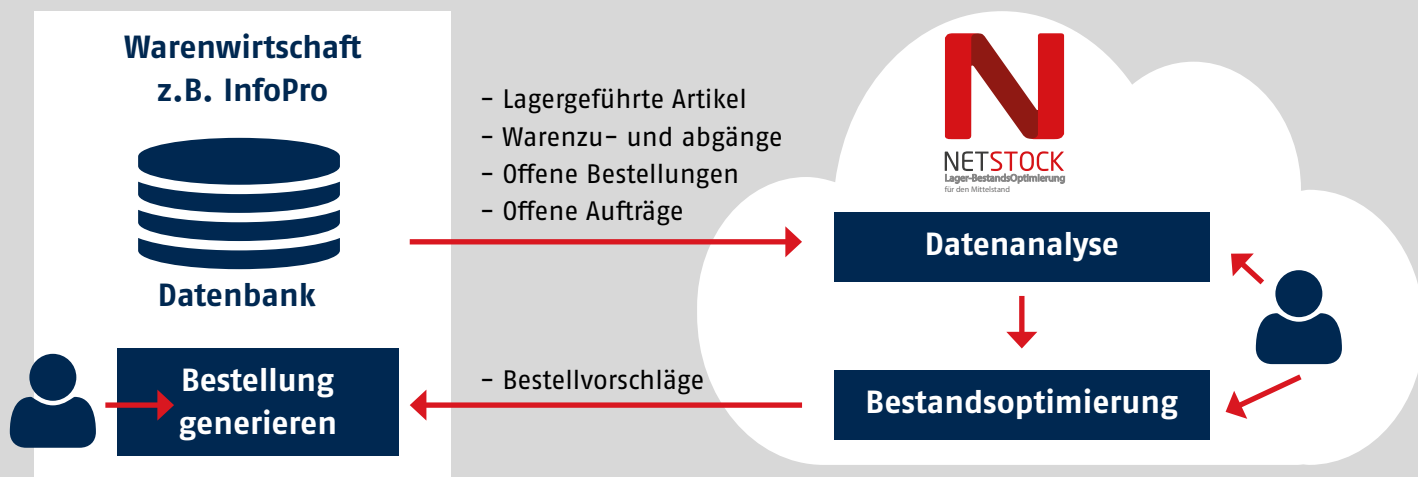 Warenwirtschaft
z.B. InfoPro
Datenbank
Bestellung
generieren
- Lagergeführte Artikel
- Warenzu- und abgänge
- Offene Bestellungen
- Offene Aufträge
- Bestellvorschläge
N
NETSTOCK
Lager-BestandsOptimierung
für den Mittelstand
Datenanalyse
Bestandsoptimierung